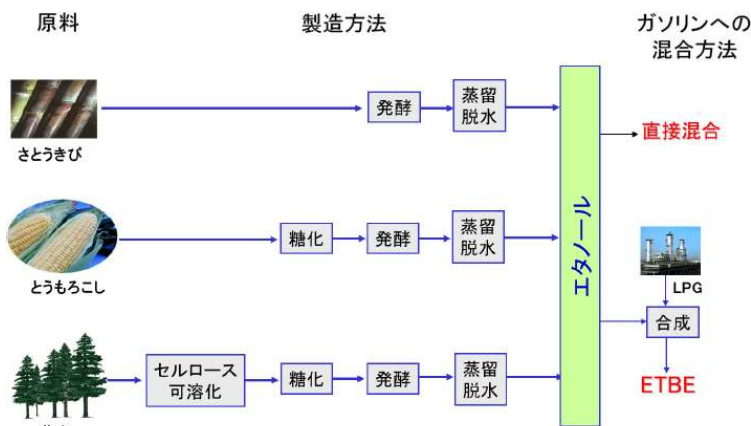 原料
製造方法
ガソリンへの
混合方法
さとうきび
発酵
蒸留
脱水
直接混合
とうもろこし
糖化
発酵
蒸留
脱水
エタノール
LPG
合成
ETBE
セルロース
可溶化
糖化
発酵
蒸留
脱水